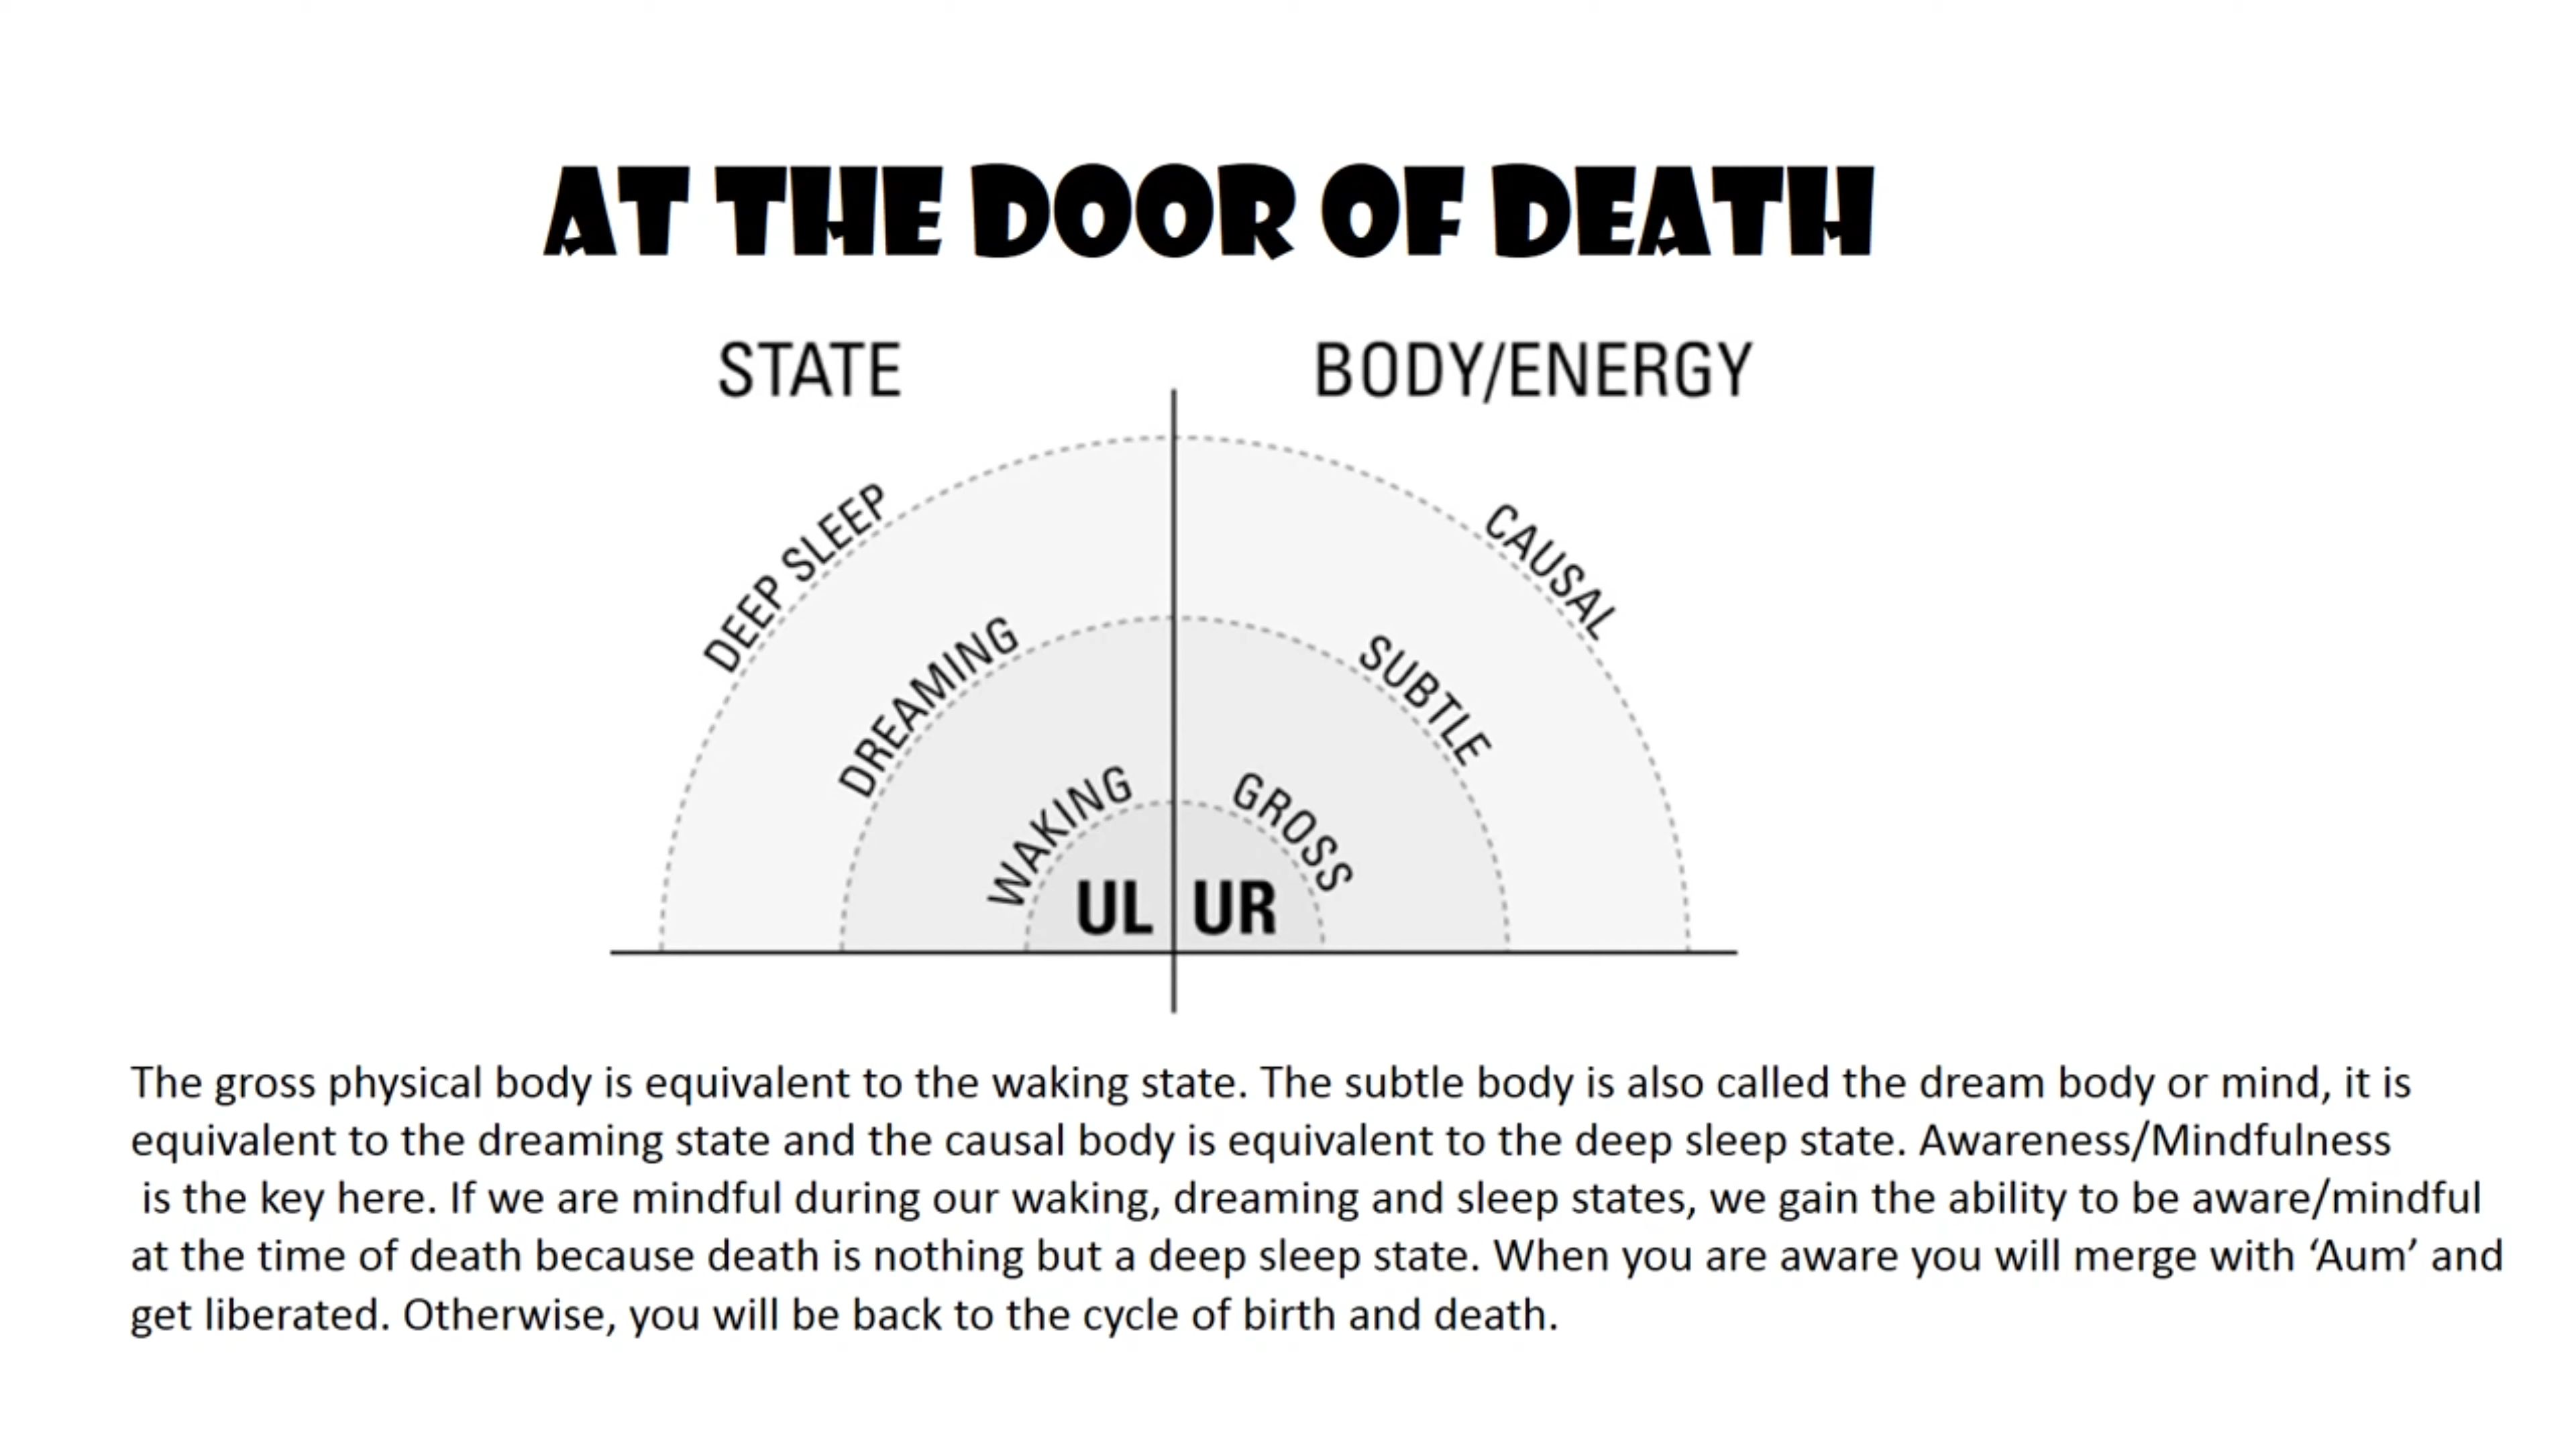 AT THE DOOR OF DEATH
STATE
BODY/ENERGY
DEEP SLEEP
CAUSAL
DREAMING
SUBTLE
WAKING
GROSS
UL
UR
The gross physical body is equivalent to the waking state. The subtle body is also called the dream body or mind, it is
equivalent to the dreaming state and the causal body is equivalent to the deep sleep state. Awareness/Mindfulness
is the key here. If we are mindful during our waking, dreaming and sleep states, we gain the ability to be aware/mindful
at the time of death because death is nothing but a deep sleep state. When you are aware you will merge with ‘Aum’ and
get liberated. Otherwise, you will be back to the cycle of birth and death.